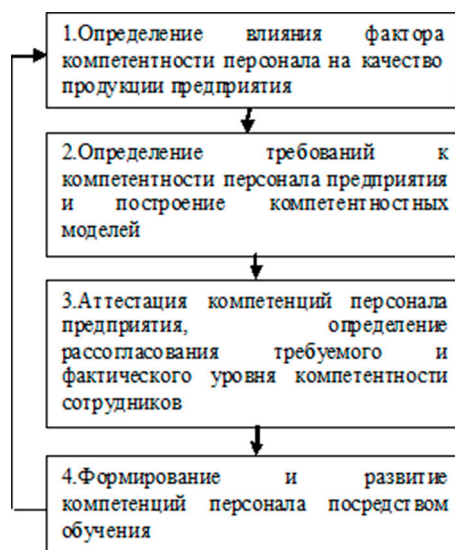 1.Определение влияния фактора
компетентности персонала на качество
продукции предприятия
2.Определение требований к
компетентности персонала предприятия
и построение компетентностных
моделей
3.Аттестация компетенций персонала
предприятия, определение
рассогласования требуемого и
фактического уровня компетентности
сотрудников
4.Формирование и развитие
компетенций персонала посредством
обучения